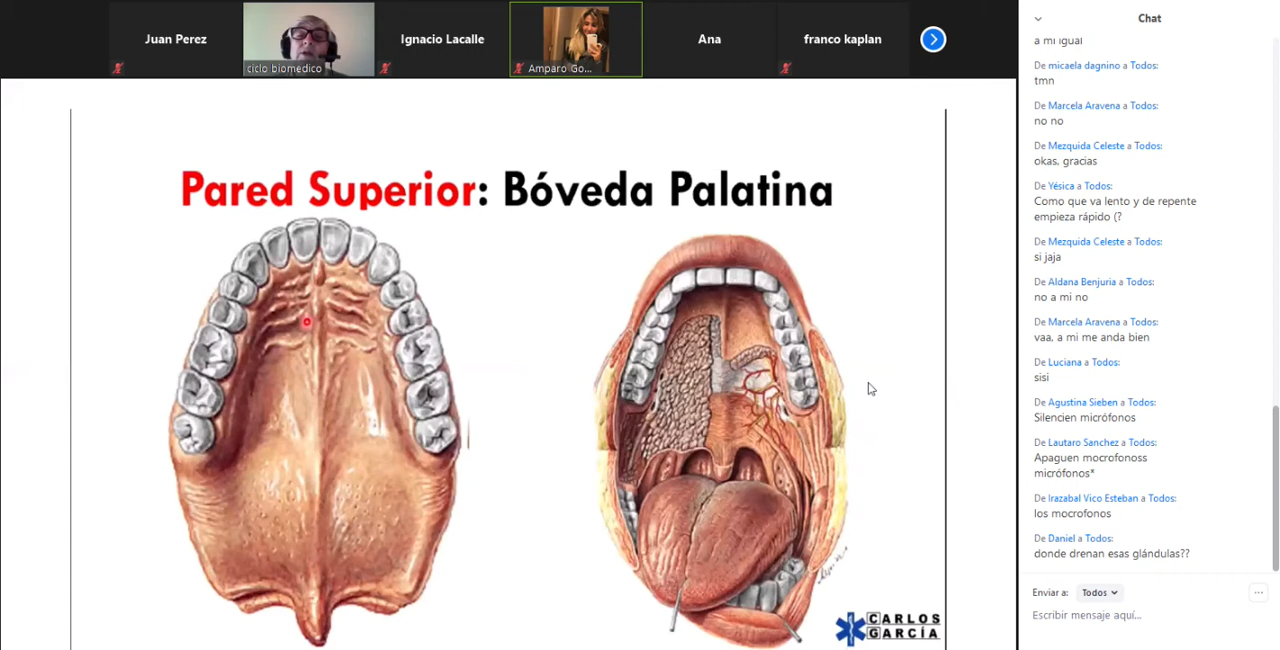 Juan Perez
ciclo biomedico
Ignacio Lacalle
Amparo Go...
Ana
franco kaplan
Pared Superior: Bóveda Palatina
CARLOS
GARCÍA
Chat
a mi igual
De micaela dagnino a Todos:
tmn
De Marcela Aravena a Todos:
no no
De Mezquida Celeste a Todos:
okas, gracias
De Yésica a Todos:
Como que va lento y de repente
empieza rápido (?
De Mezquida Celeste a Todos:
si jaja
De Aldana Benjuria a Todos:
no a mi no
De Marcela Aravena a Todos:
vaa, a mi me anda bien
De Luciana a Todos:
sisi
De Agustina Sieben a Todos:
Silencien micrófonos
De Lautaro Sanchez a Todos:
Apaguen mocrofonoss
micrófonos*
De Irazabal Vico Esteban a Todos:
los mocrofonos
De Daniel a Todos:
donde drenan esas glándulas??
Enviar a: Todos
Escribir mensaje aquí...